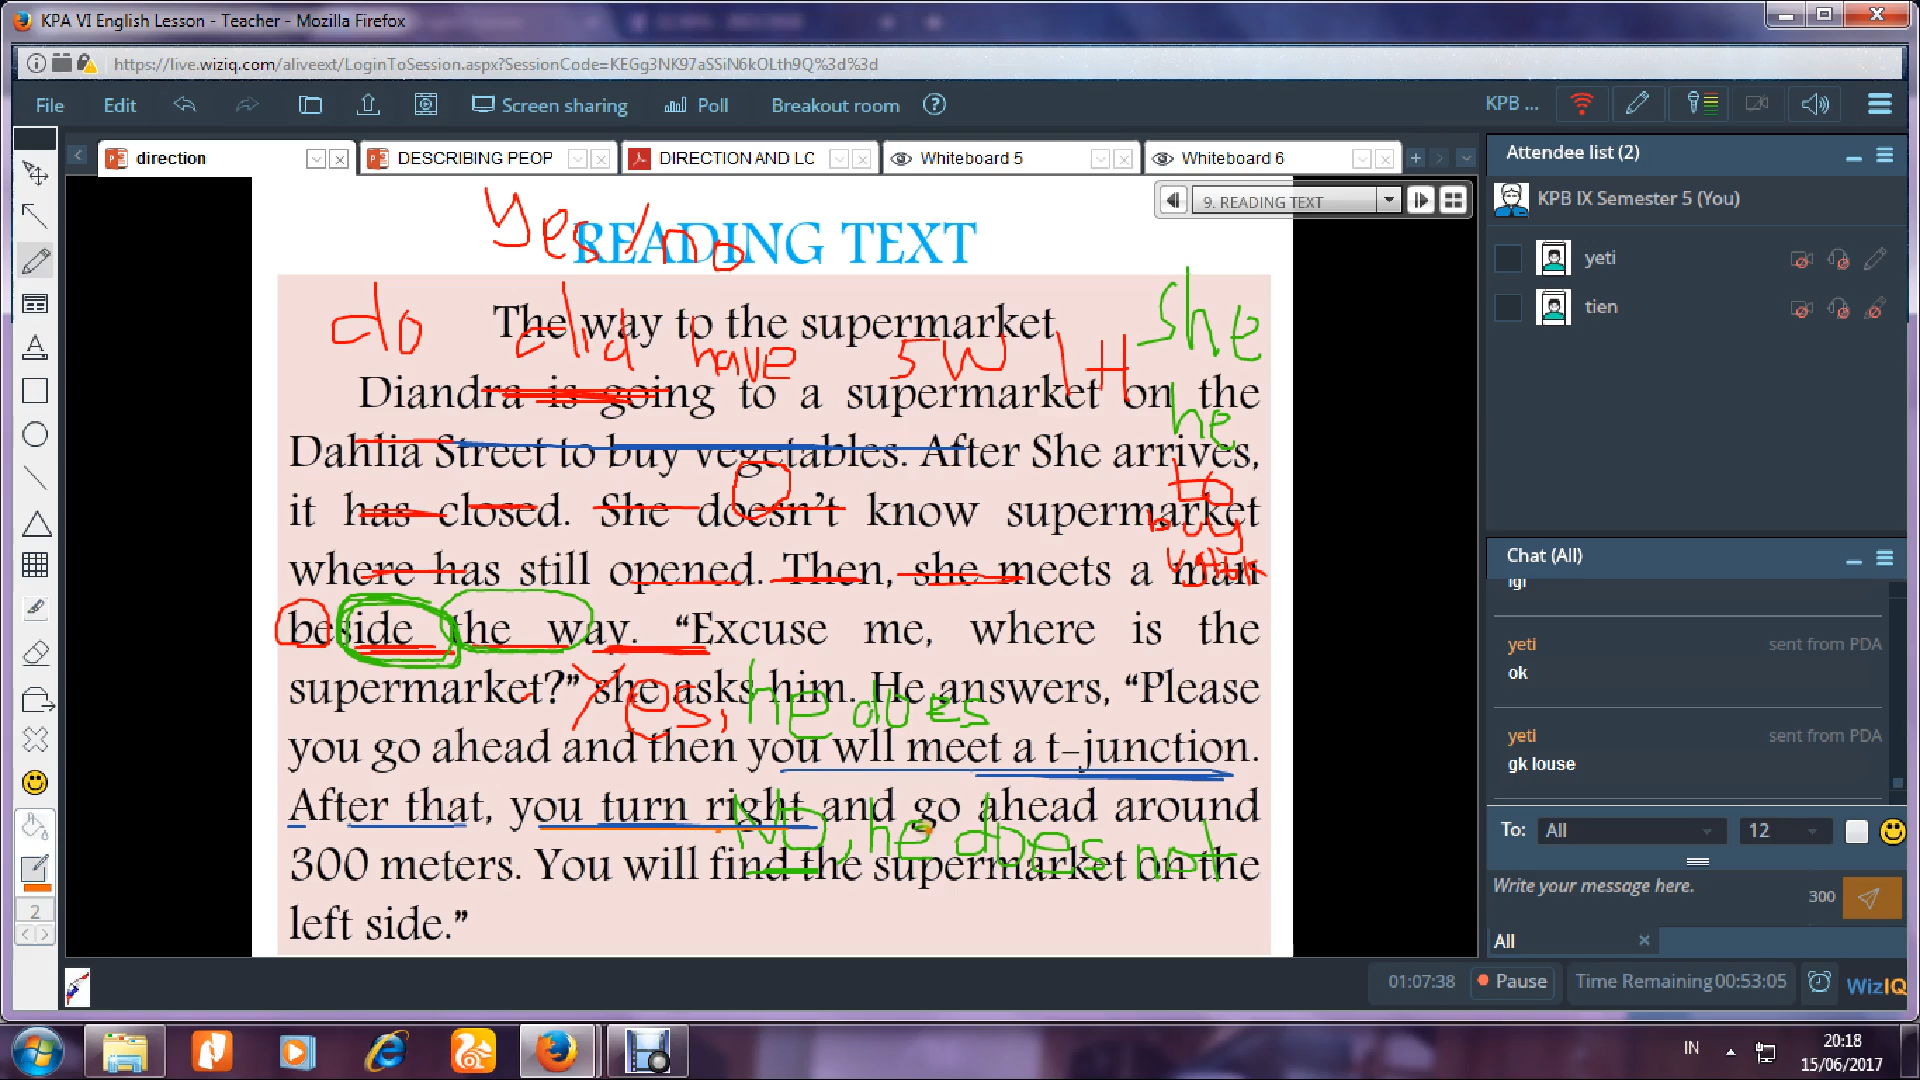 KPA VI English Lesson - Teacher - Mozilla Firefox
https://live.wiziq.com/aliveext/LoginToSession.aspx?SessionCode=KEGg3NK97aSSiN6kOLth9Q%3d%3d
File Edit Screen sharing Poll Breakout room KPB ...
direction DESCRIBING PEOP DIRECTION AND LC Whiteboard 5 Whiteboard 6
9. READING TEXT
Yes / no
READING TEXT
The way to the supermarket
do did have 5W 1H she
Diandra is going to a supermarket on the
he
Dahlia Street to buy vegetables. After She arrives,
to
it has closed. She doesn't know supermarket
buy
where has still opened. Then, she meets a man
beside the way. “Excuse me, where is the
supermarket?” she asks him. He answers, “Please
Yes, he does
you go ahead and then you wll meet a t-junction.
After that, you turn right and go ahead around
No, he does not
300 meters. You will find the supermarket on the
left side.”
2
Attendee list (2)
KPB IX Semester 5 (You)
yeti
tien
Chat (All)
yeti sent from PDA
ok
yeti sent from PDA
gk louse
To: All 12
Write your message here. 300
All
01:07:38 Pause Time Remaining 00:53:05 WizIQ
IN 20:18
15/06/2017